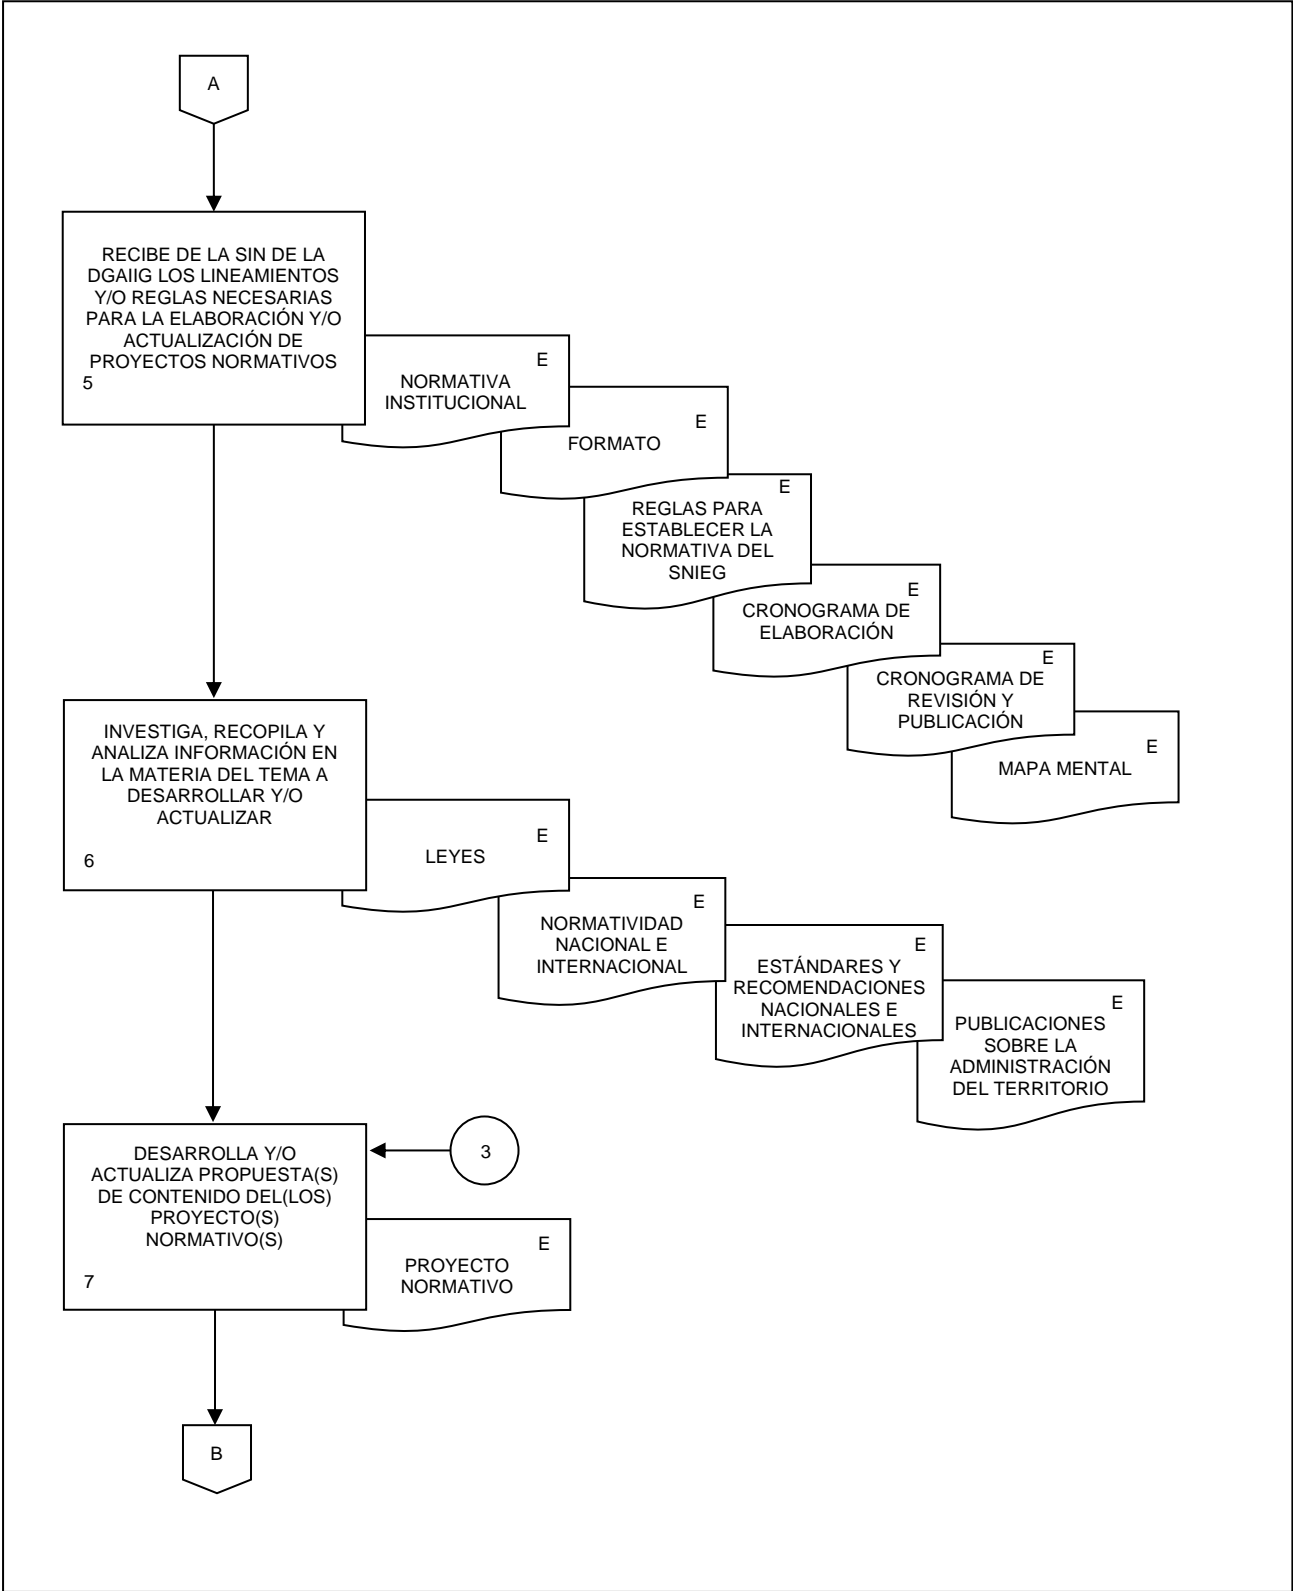 A
RECIBE DE LA SIN DE LA
DGAIIG LOS LINEAMIENTOS
Y/O REGLAS NECESARIAS
PARA LA ELABORACIÓN Y/O
ACTUALIZACIÓN DE
PROYECTOS NORMATIVOS
5
E
NORMATIVA
INSTITUCIONAL
E
FORMATO
E
REGLAS PARA
ESTABLECER LA
NORMATIVA DEL
SNIEG
E
CRONOGRAMA DE
ELABORACIÓN
E
CRONOGRAMA DE
REVISIÓN Y
PUBLICACIÓN
E
MAPA MENTAL
INVESTIGA, RECOPILA Y
ANALIZA INFORMACIÓN EN
LA MATERIA DEL TEMA A
DESARROLLAR Y/O
ACTUALIZAR
6
E
LEYES
E
NORMATIVIDAD
NACIONAL E
INTERNACIONAL
E
ESTÁNDARES Y
RECOMENDACIONES
NACIONALES E
INTERNACIONALES
E
PUBLICACIONES
SOBRE LA
ADMINISTRACIÓN
DEL TERRITORIO
DESARROLLA Y/O
ACTUALIZA PROPUESTA(S)
DE CONTENIDO DEL(LOS)
PROYECTO(S)
NORMATIVO(S)
7
3
E
PROYECTO
NORMATIVO
B